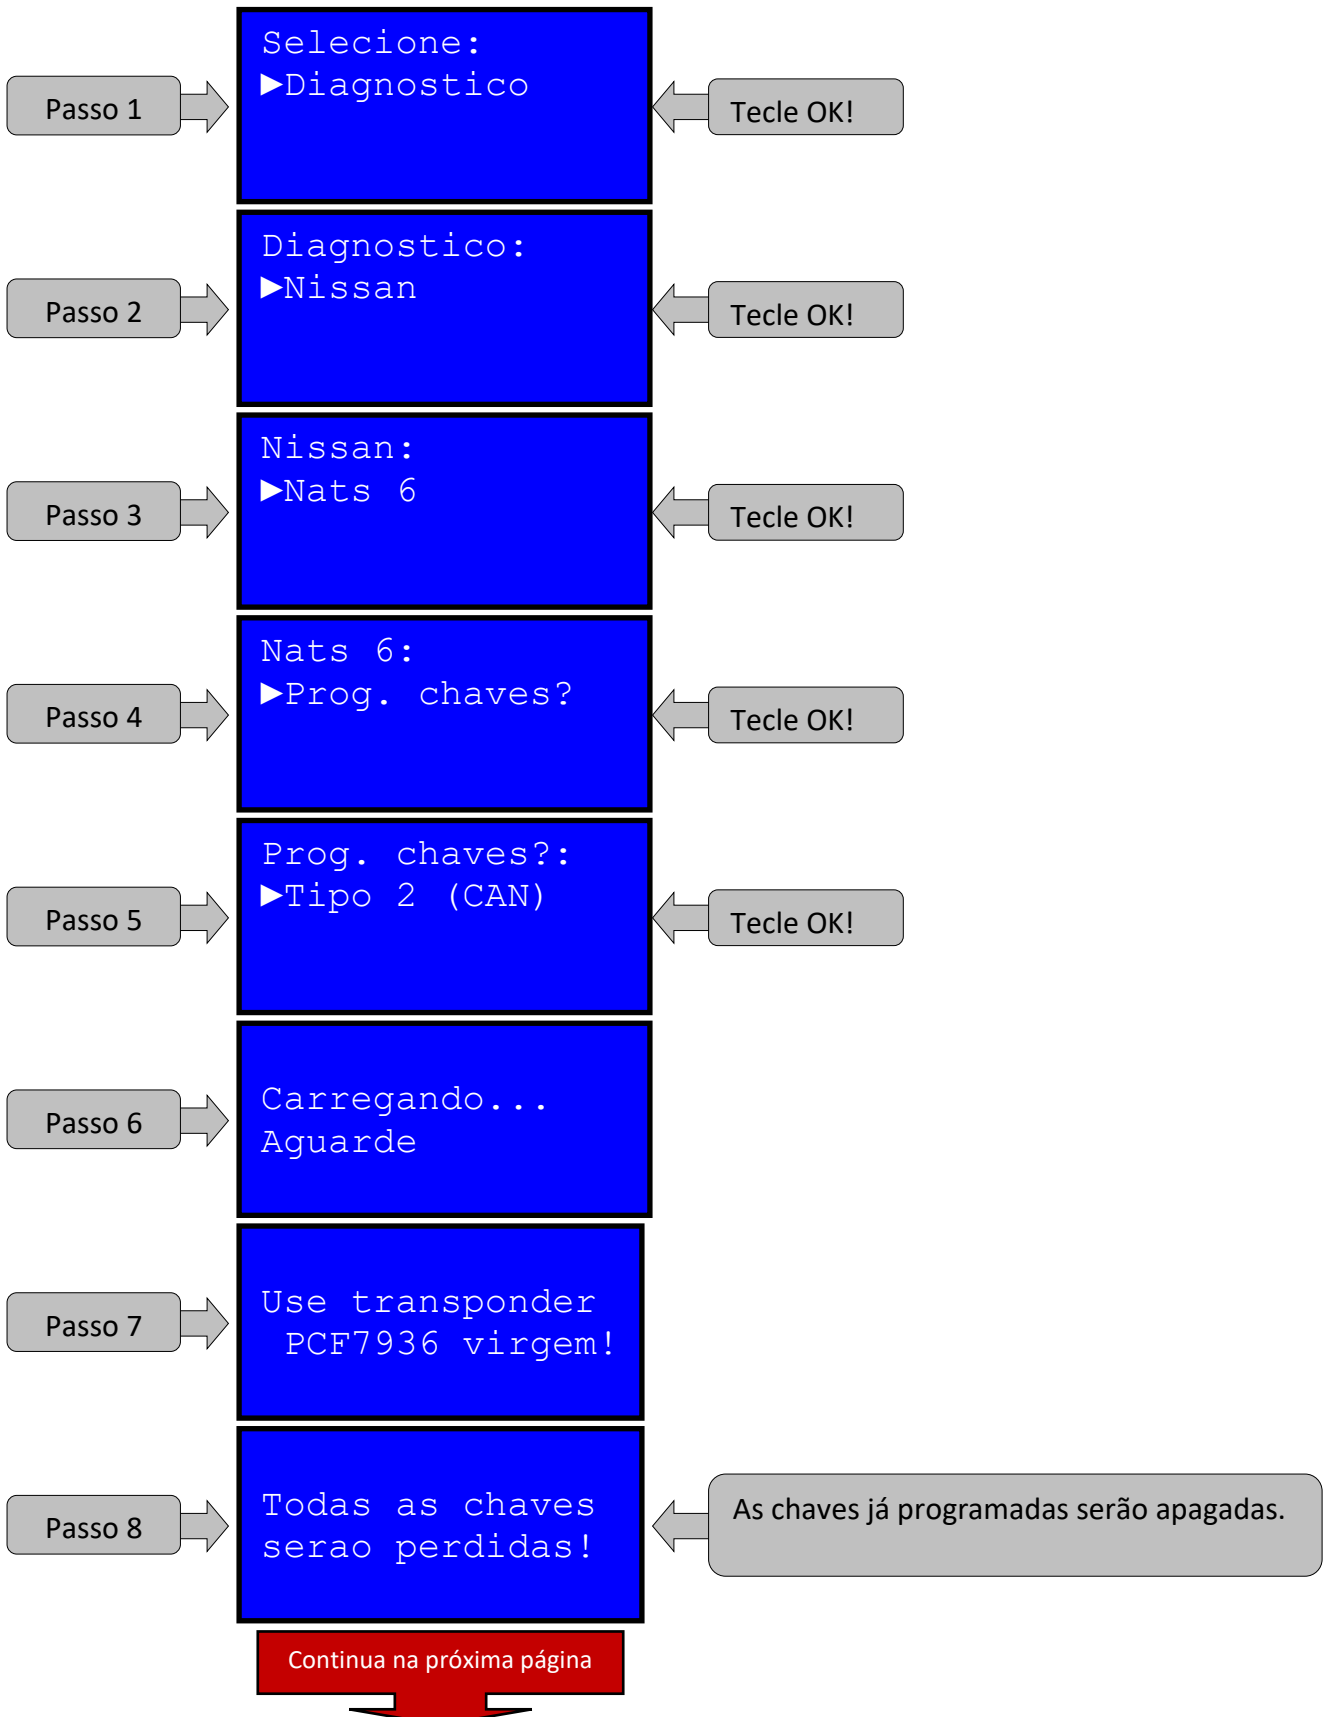 Selecione:
►Diagnostico
Passo 1
Tecle OK!
Diagnostico:
►Nissan
Passo 2
Tecle OK!
Nissan:
►Nats 6
Passo 3
Tecle OK!
Nats 6:
►Prog. chaves?
Passo 4
Tecle OK!
Prog. chaves?:
►Tipo 2 (CAN)
Passo 5
Tecle OK!
Carregando...
Aguarde
Passo 6
Use transponder
PCF7936 virgem!
Passo 7
Todas as chaves
serao perdidas!
Passo 8
As chaves já programadas serão apagadas.
Continua na próxima página